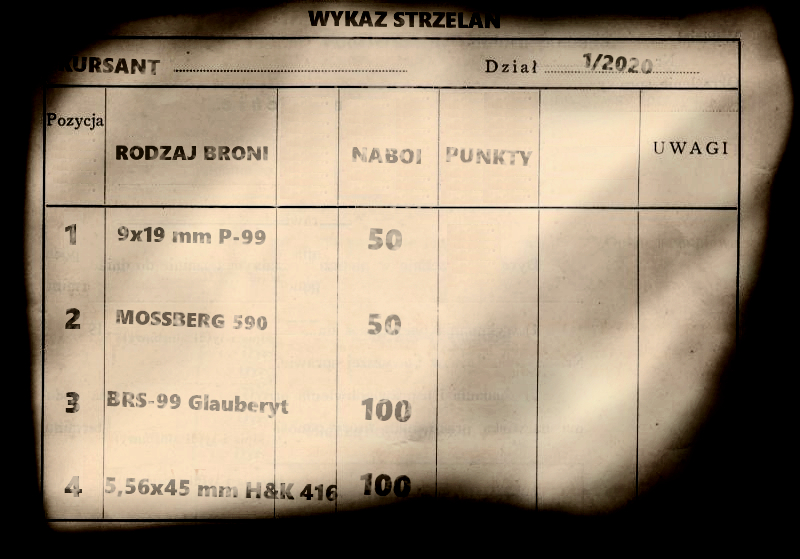 WYKAZ STRZELAŃ
KURSANT Dział 1/2020
Pozycja RODZAJ BRONI NABOI PUNKTY UWAGI
1 9x19 mm P-99 50
2 MOSSBERG 590 50
3 BRS-99 Glauberyt 100
4 5,56x45 mm H&K 416 100